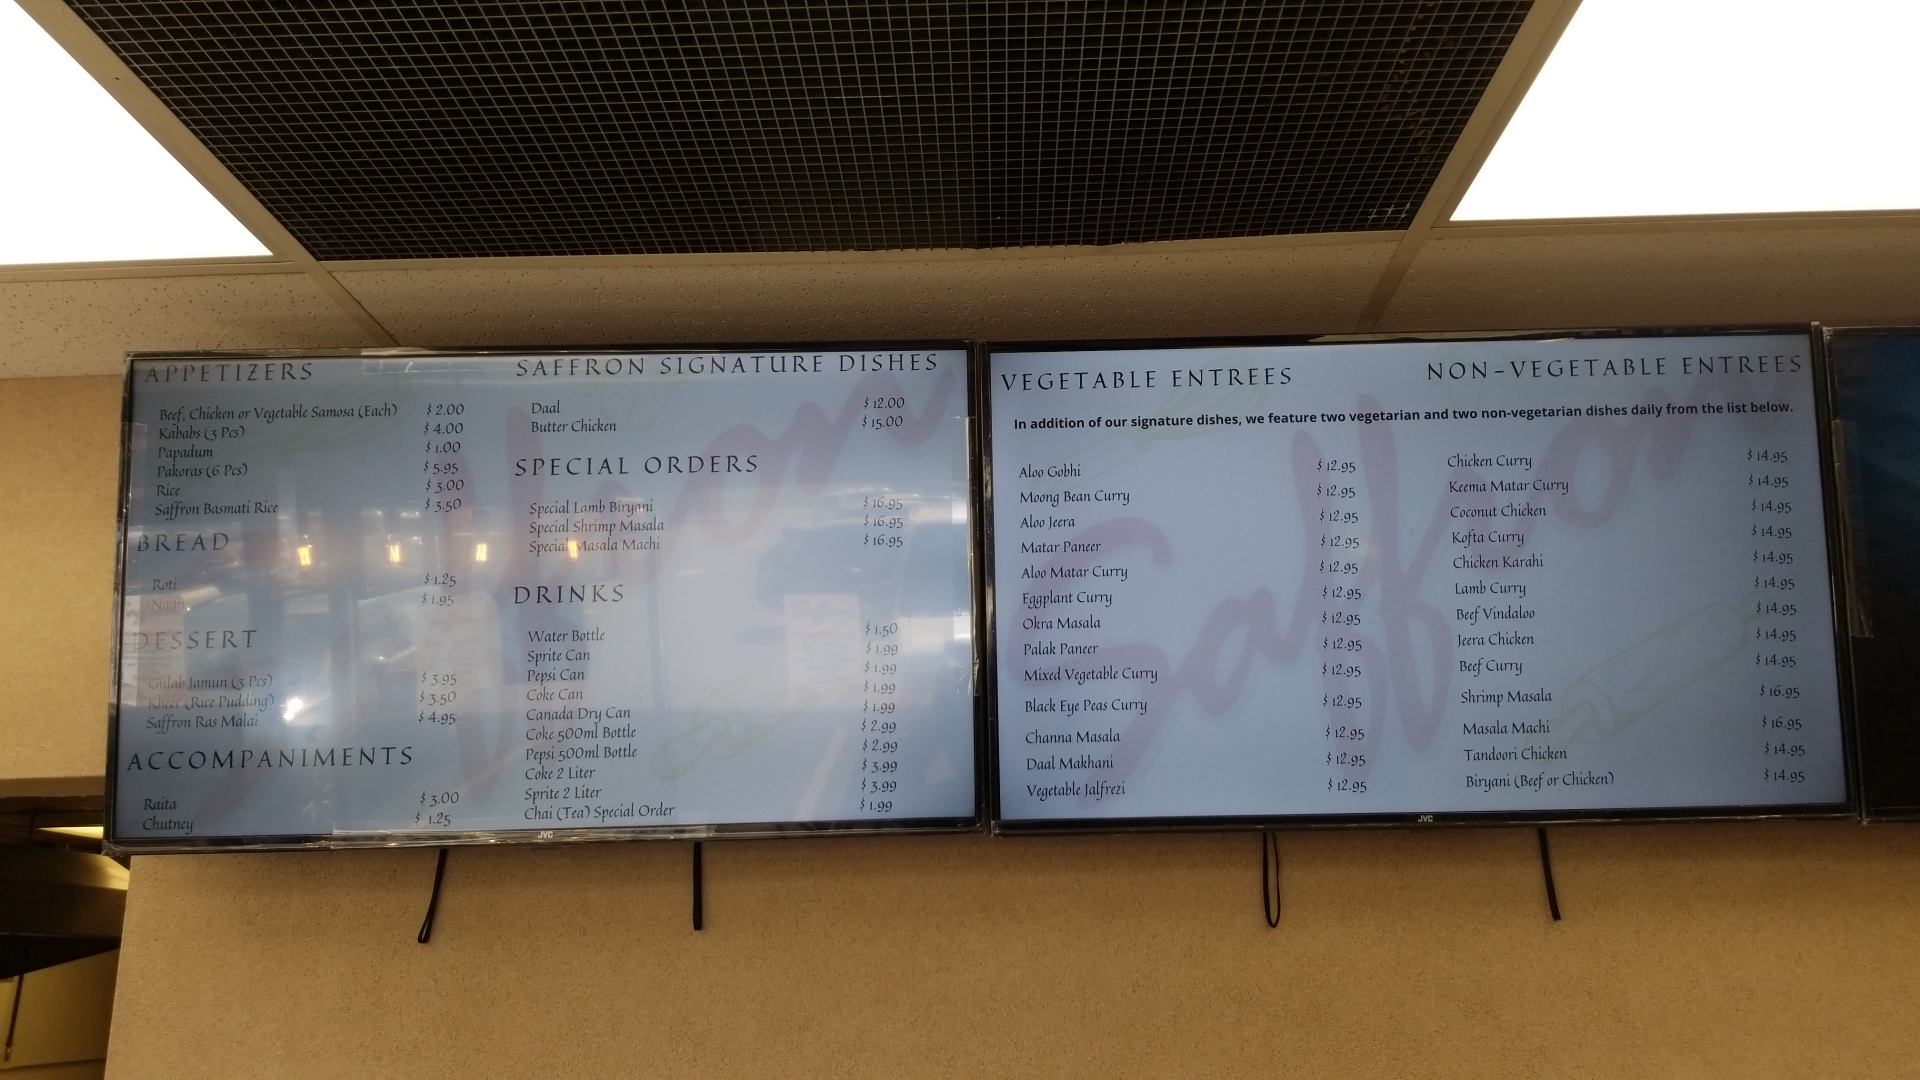 APPETIZERS
Beef, Chicken or Vegetable Samosa (Each) $ 2.00
Kababs (3 Pcs) $ 4.00
Papadum $ 1.00
Pakoras (6 Pcs) $ 5.95
Rice $ 3.00
Saffron Basmati Rice $ 3.50
BREAD
Roti $ 1.25
Naan $ 1.95
DESSERT
Gulab Jamun (3 Pcs) $ 3.95
Kheer (Rice Pudding) $ 3.50
Saffron Ras Malai $ 4.95
ACCOMPANIMENTS
Raita $ 3.00
Chutney $ 1.25
SAFFRON SIGNATURE DISHES
Daal $ 12.00
Butter Chicken $ 15.00
SPECIAL ORDERS
Special Lamb Biryani $ 16.95
Special Shrimp Masala $ 16.95
Special Masala Machi $ 16.95
DRINKS
Water Bottle $ 1.50
Sprite Can $ 1.99
Pepsi Can $ 1.99
Coke Can $ 1.99
Canada Dry Can $ 1.99
Coke 500ml Bottle $ 2.99
Pepsi 500ml Bottle $ 2.99
Coke 2 Liter $ 3.99
Sprite 2 Liter $ 3.99
Chai (Tea) Special Order $ 1.99
JVC
VEGETABLE ENTREES
NON-VEGETABLE ENTREES
In addition of our signature dishes, we feature two vegetarian and two non-vegetarian dishes daily from the list below.
Aloo Gobhi $ 12.95
Moong Bean Curry $ 12.95
Aloo Jeera $ 12.95
Matar Paneer $ 12.95
Aloo Matar Curry $ 12.95
Eggplant Curry $ 12.95
Okra Masala $ 12.95
Palak Paneer $ 12.95
Mixed Vegetable Curry $ 12.95
Black Eye Peas Curry $ 12.95
Channa Masala $ 12.95
Daal Makhani $ 12.95
Vegetable Jalfrezi $ 12.95
Chicken Curry $ 14.95
Keema Matar Curry $ 14.95
Coconut Chicken $ 14.95
Kofta Curry $ 14.95
Chicken Karahi $ 14.95
Lamb Curry $ 14.95
Beef Vindaloo $ 14.95
Jeera Chicken $ 14.95
Beef Curry $ 14.95
Shrimp Masala $ 16.95
Masala Machi $ 16.95
Tandoori Chicken $ 14.95
Biryani (Beef or Chicken) $ 14.95
Saffron
JVC